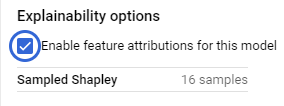 Explainability options
Enable feature attributions for this model
Sampled Shapley 16 samples